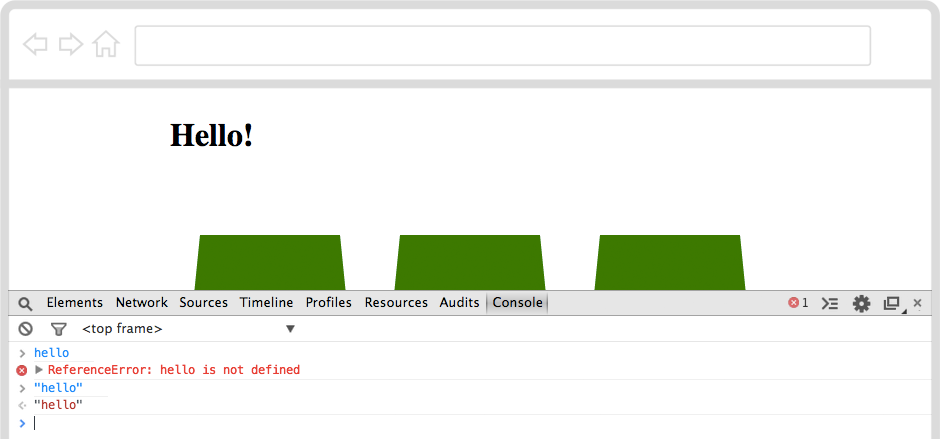 Hello!
Elements Network Sources Timeline Profiles Resources Audits Console 1
<top frame>
hello
ReferenceError: hello is not defined
"hello"
"hello"